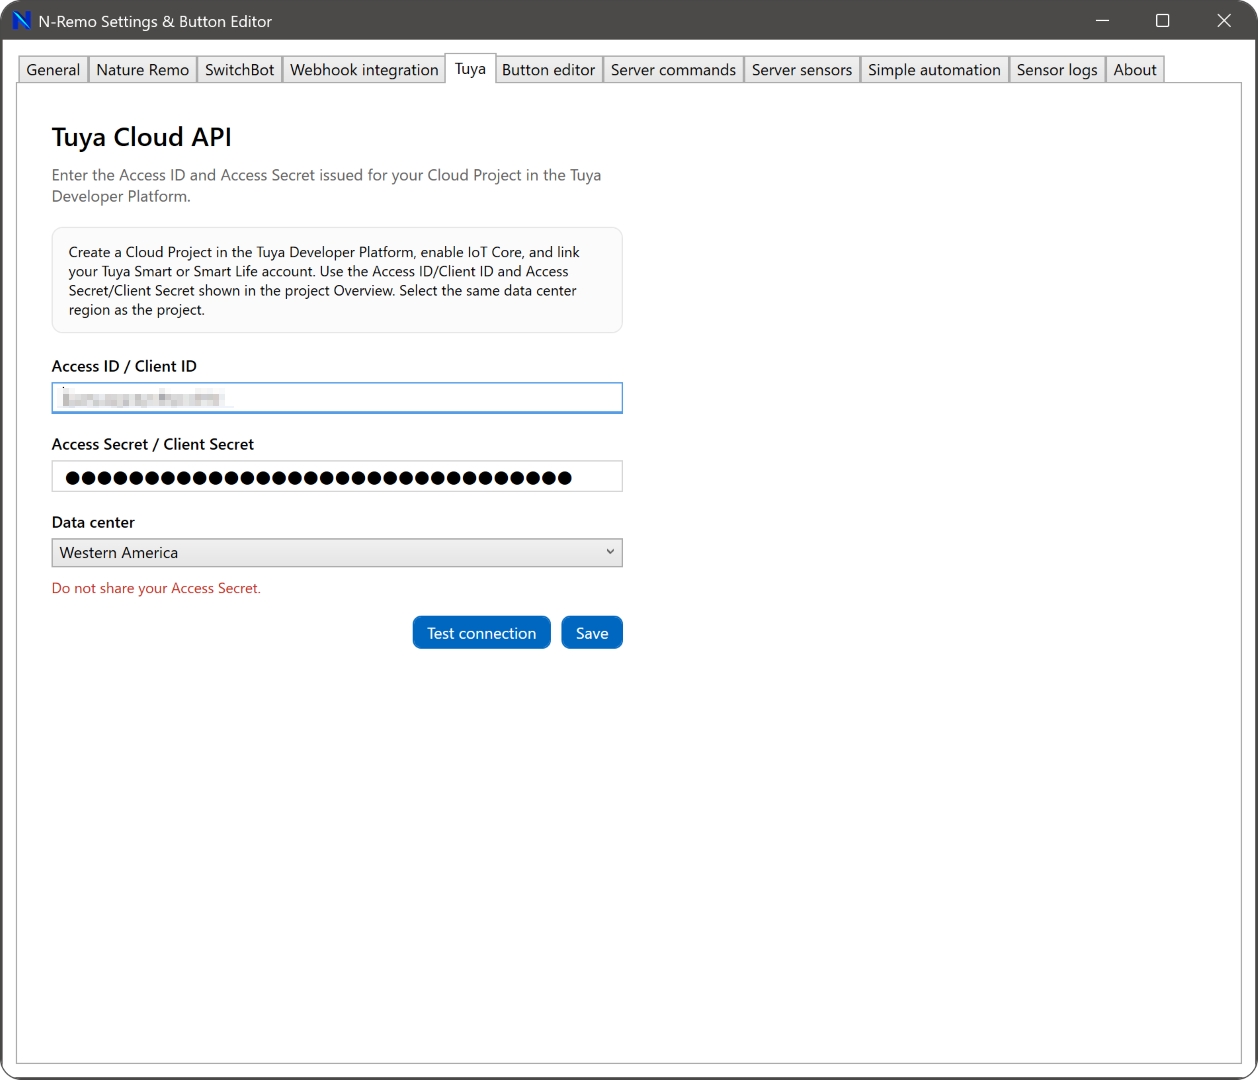 N-Remo Settings & Button Editor
General
Nature Remo
SwitchBot
Webhook integration
Tuya
Button editor
Server commands
Server sensors
Simple automation
Sensor logs
About
Tuya Cloud API
Enter the Access ID and Access Secret issued for your Cloud Project in the Tuya
Developer Platform.
Create a Cloud Project in the Tuya Developer Platform, enable IoT Core, and link
your Tuya Smart or Smart Life account. Use the Access ID/Client ID and Access
Secret/Client Secret shown in the project Overview. Select the same data center
region as the project.
Access ID / Client ID
Access Secret / Client Secret
●●●●●●●●●●●●●●●●●●●●●●●●●●●●●●●●
Data center
Western America
Do not share your Access Secret.
Test connection
Save